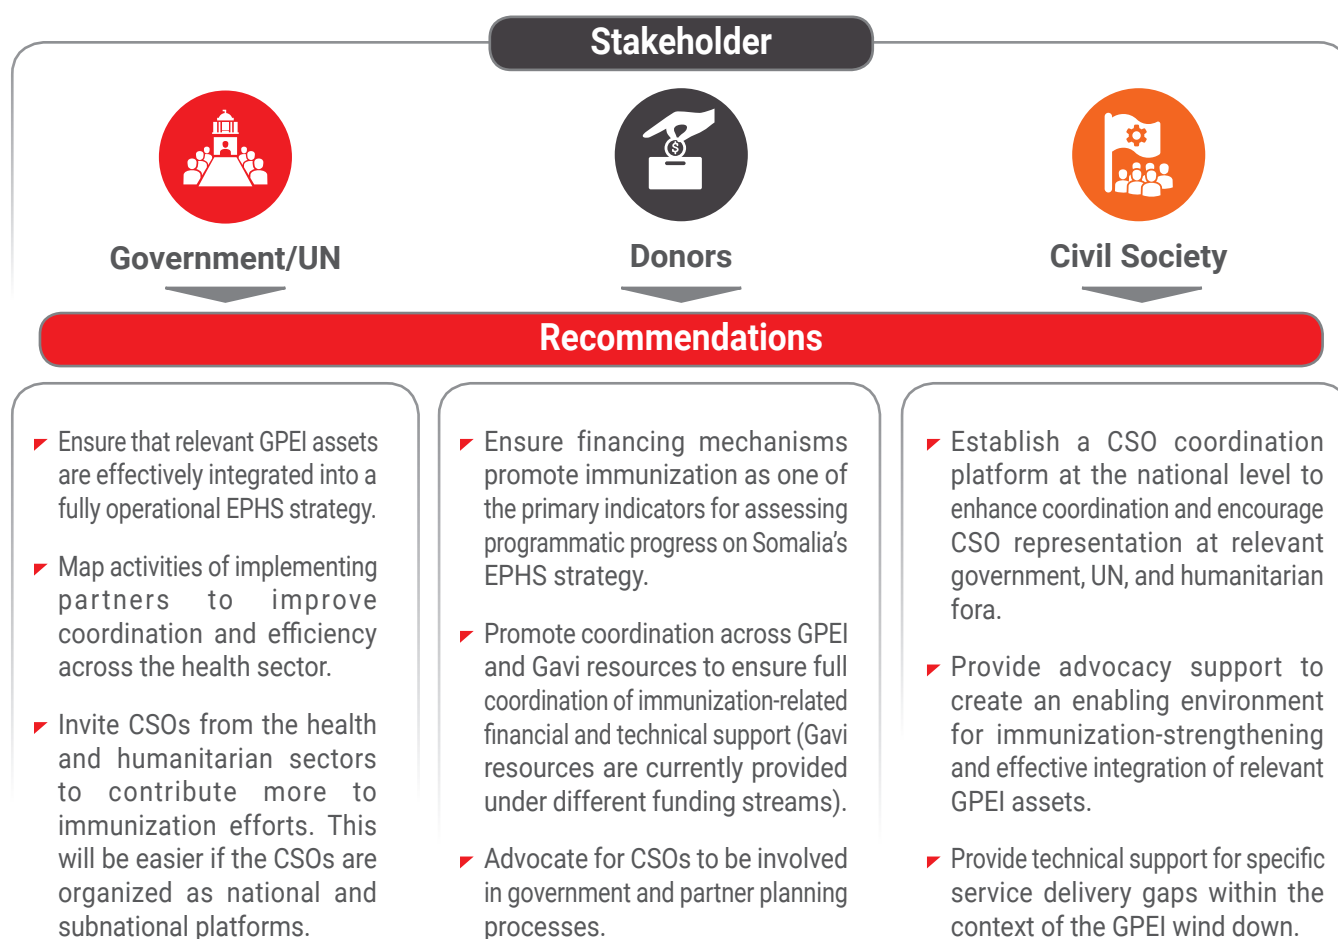 Stakeholder
Government/UN
Donors
Civil Society
Recommendations
Ensure that relevant GPEI assets
are effectively integrated into a
fully operational EPHS strategy.
Map activities of implementing
partners to improve
coordination and efficiency
across the health sector.
Invite CSOs from the health
and humanitarian sectors
to contribute more to
immunization efforts. This
will be easier if the CSOs are
organized as national and
subnational platforms.
Ensure financing mechanisms
promote immunization as one of
the primary indicators for assessing
programmatic progress on Somalia's
EPHS strategy.
Promote coordination across GPEI
and Gavi resources to ensure full
coordination of immunization-related
financial and technical support (Gavi
resources are currently provided
under different funding streams).
Advocate for CSOs to be involved
in government and partner planning
processes.
Establish a CSO coordination
platform at the national level to
enhance coordination and encourage
CSO representation at relevant
government, UN, and humanitarian
fora.
Provide advocacy support to
create an enabling environment
for immunization-strengthening
and effective integration of relevant
GPEI assets.
Provide technical support for specific
service delivery gaps within the
context of the GPEI wind down.